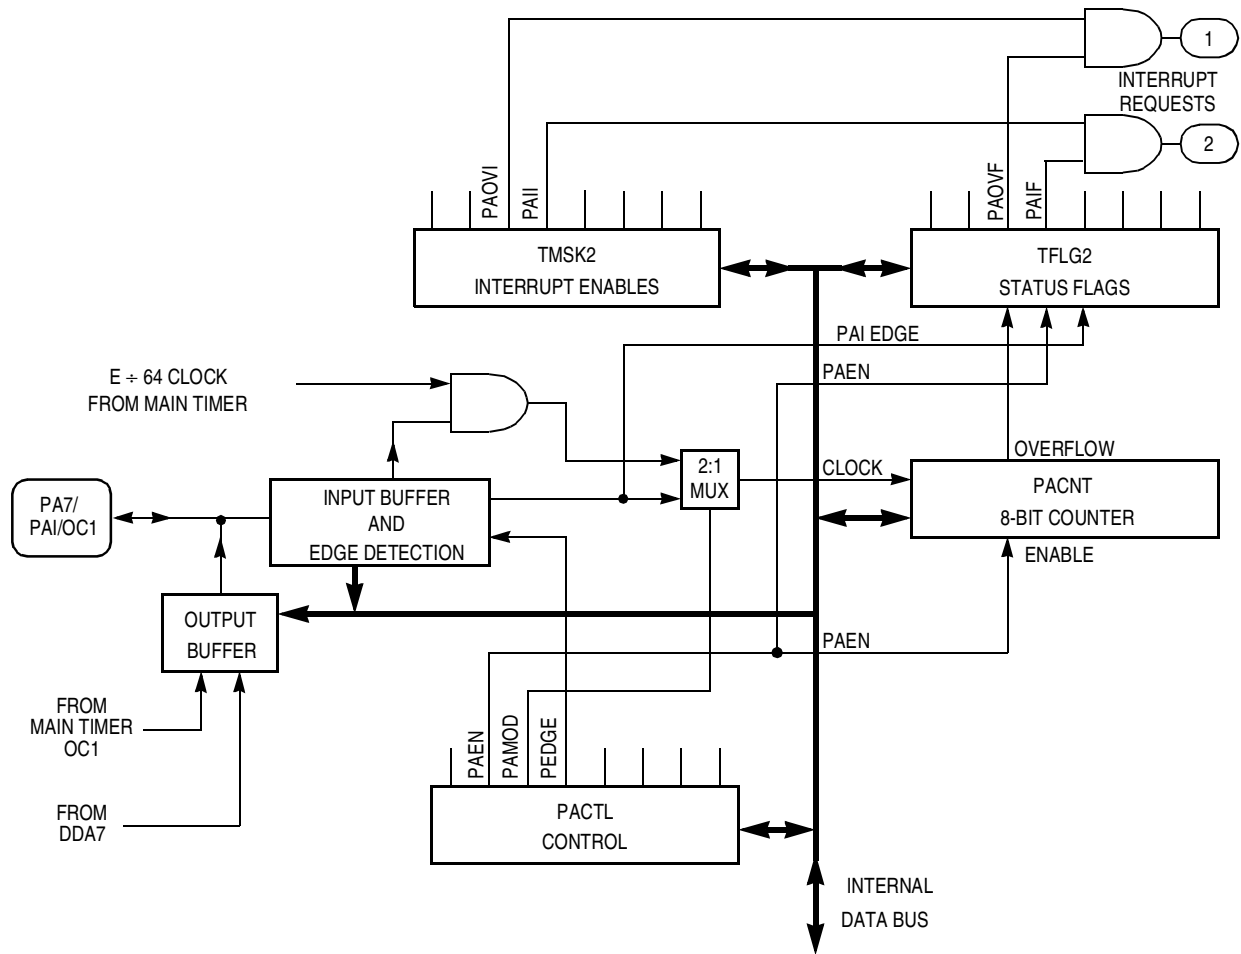 1
INTERRUPT
REQUESTS
2
PAOVI
PAII
PAOVF
PAIF
TMSK2
INTERRUPT ENABLES
TFLG2
STATUS FLAGS
PAI EDGE
PAEN
E ÷ 64 CLOCK
FROM MAIN TIMER
OVERFLOW
2:1
MUX
CLOCK
PACNT
8-BIT COUNTER
ENABLE
PA7/
PAI/OC1
INPUT BUFFER
AND
EDGE DETECTION
OUTPUT
BUFFER
PAEN
FROM
MAIN TIMER
OC1
PAEN
PAMOD
PEDGE
FROM
DDA7
PACTL
CONTROL
INTERNAL
DATA BUS